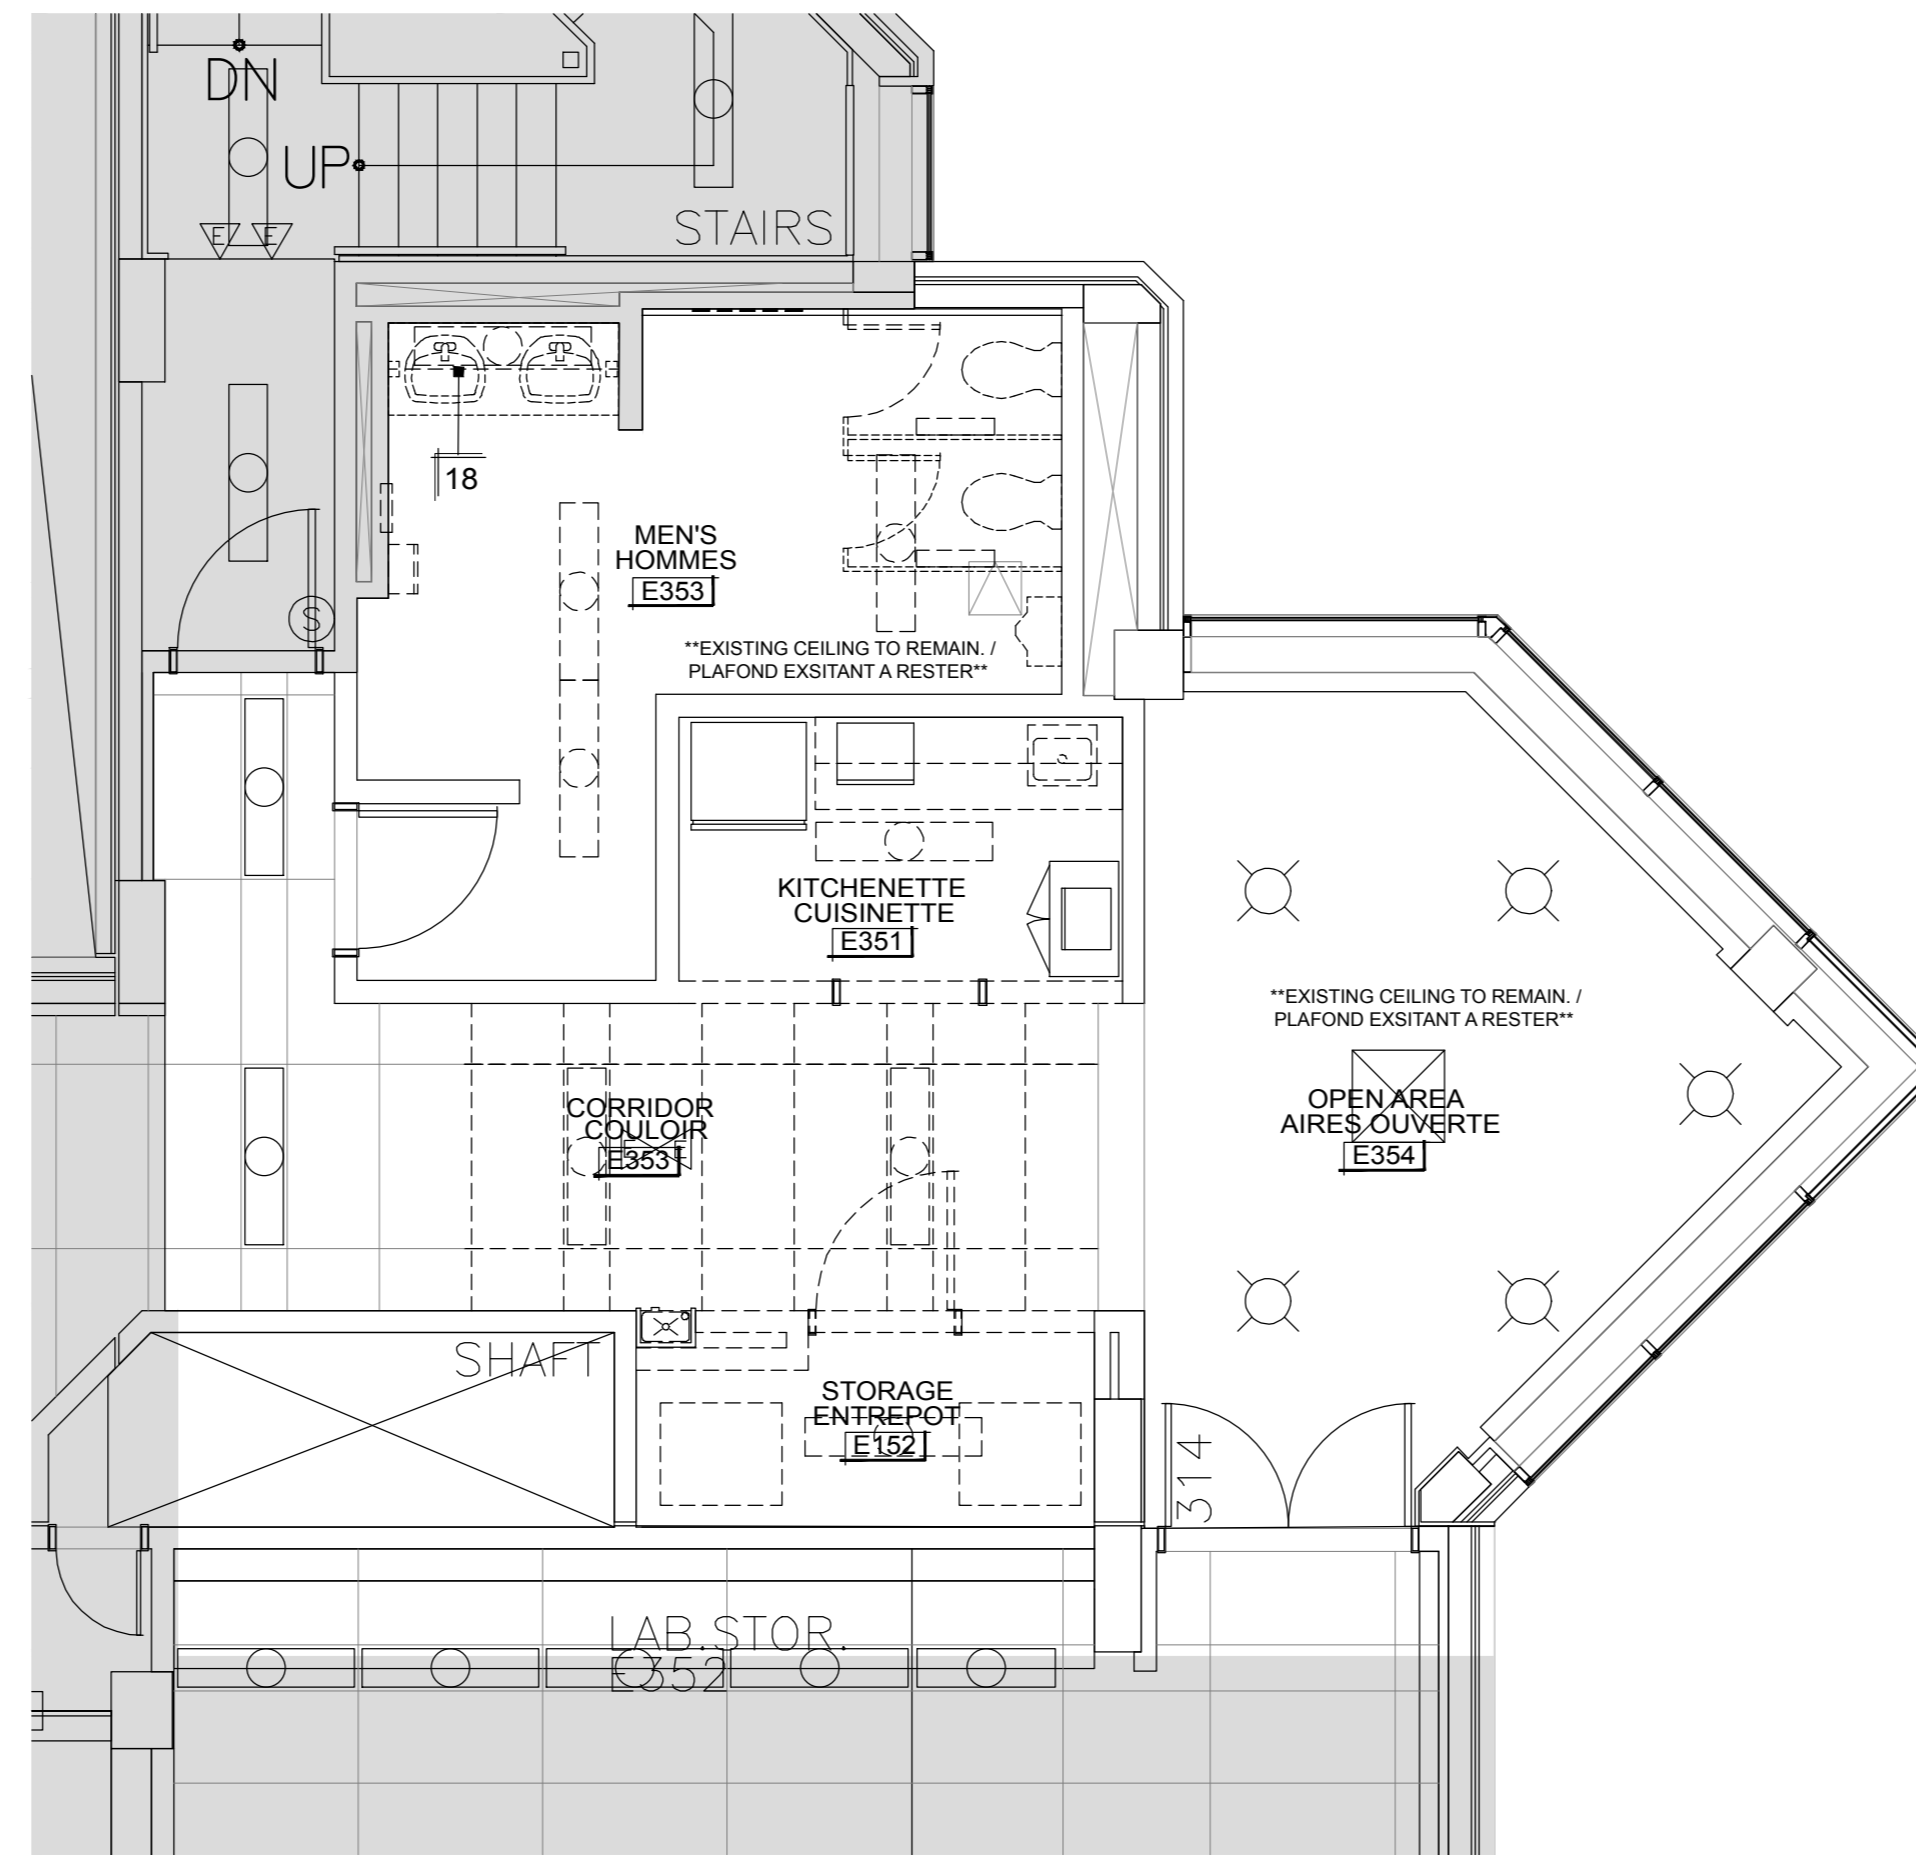 DN
UP
E E
STAIRS
18
S
MEN'S
HOMMES
E353
**EXISTING CEILING TO REMAIN. /
PLAFOND EXSITANT A RESTER**
KITCHENETTE
CUISINETTE
E351
**EXISTING CEILING TO REMAIN. /
PLAFOND EXSITANT A RESTER**
OPEN AREA
AIRES OUVERTE
E354
CORRIDOR
COULOIR
E353
E E
SHAFT
STORAGE
ENTREPOT
E152
314
LAB.STOR.
E352